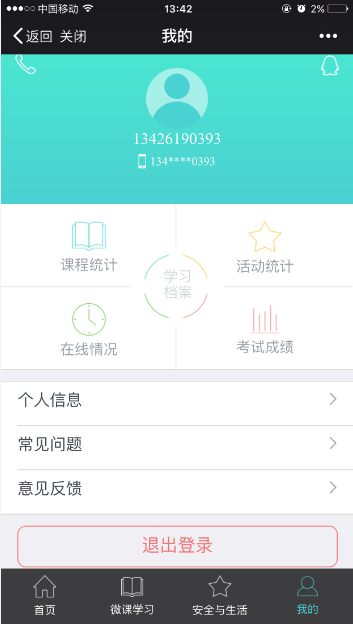 中国移动 13:42 2%
返回 关闭 我的
13426190393
134****0393
课程统计 活动统计
学习
档案
在线情况 考试成绩
个人信息
常见问题
意见反馈
退出登录
首页 微课学习 安全与生活 我的